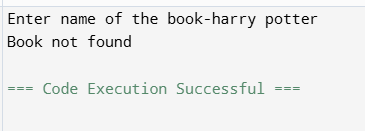 Enter name of the book-harry potter
Book not found
=== Code Execution Successful ===